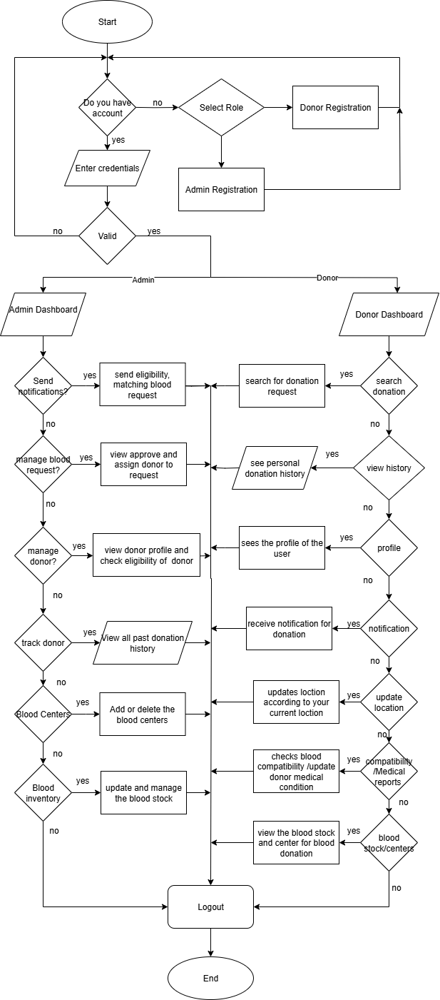 Start
Do you have
account
no
Select Role
Donor Registration
yes
Enter credentials
Admin Registration
no
Valid
yes
Admin
Donor
Admin Dashboard
Donor Dashboard
Send
notifications?
yes
send eligibility,
matching blood
request
search for donation
request
yes
search
donation
no
no
manage blood
request?
yes
view approve and
assign donor to
request
see personal
donation history
yes
view history
no
no
manage
donor?
yes
view donor profile and
check eligibility of donor
sees the profile of the
user
yes
profile
no
no
track donor
yes
View all past donation
history
receive notification for
donation
yes
notification
no
no
Blood Centers
yes
Add or delete the
blood centers
updates loction
according to your
current loction
yes
update
location
no
no
Blood
inventory
yes
update and manage
the blood stock
checks blood
compatibility /update
donor medical
condition
yes
compatibility
/Medical
reports
no
no
view the blood stock
and center for blood
donation
yes
blood
stock/centers
no
Logout
End